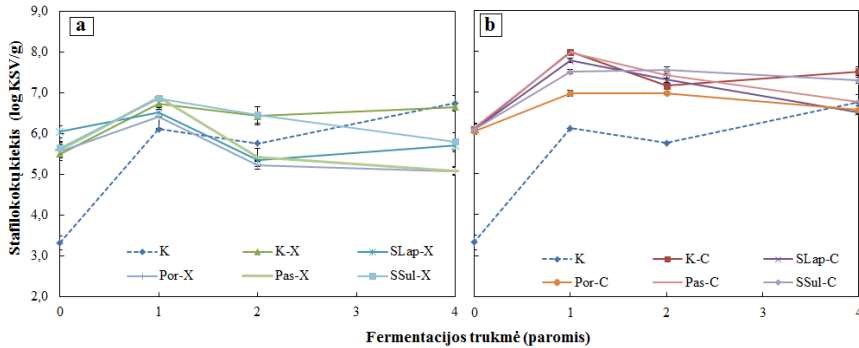 a
b
Stafilokokų kiekis (log KSV/g)
9,0
8,0
7,0
6,0
5,0
4,0
3,0
2,0
K
K-X
SLap-X
Por-X
Pas-X
SSul-X
0
1
2
4
K
K-C
SLap-C
Por-C
Pas-C
SSul-C
0
1
2
4
Fermentacijos trukmė (paromis)